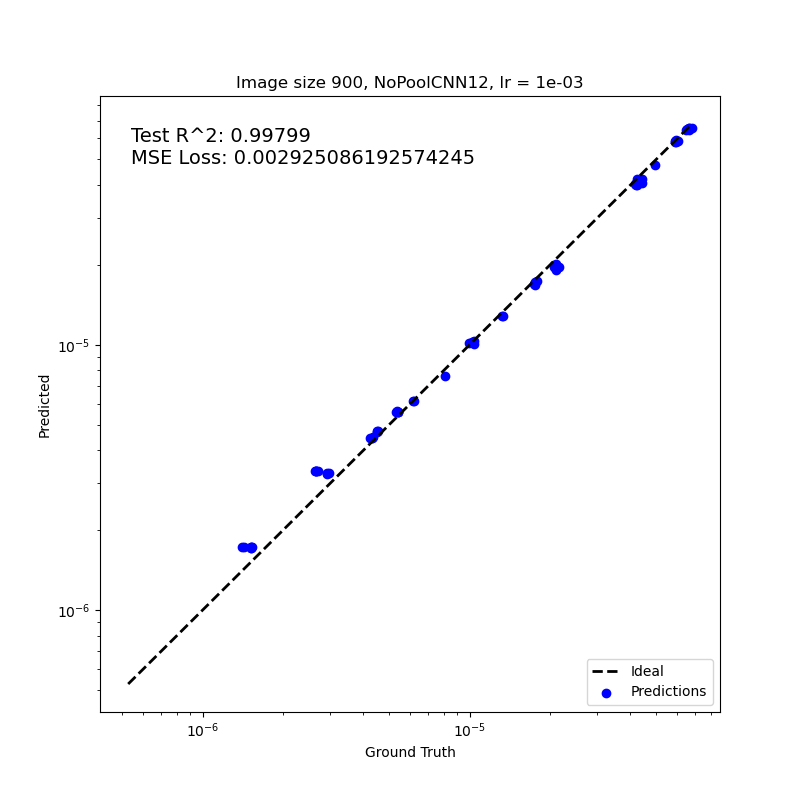 Image size 900, NoPoolCNN12, lr = 1e-03
Test R^2: 0.99799
MSE Loss: 0.002925086192574245
Predicted
10⁻⁵
10⁻⁶
10⁻⁶
10⁻⁵
Ground Truth
Ideal
Predictions